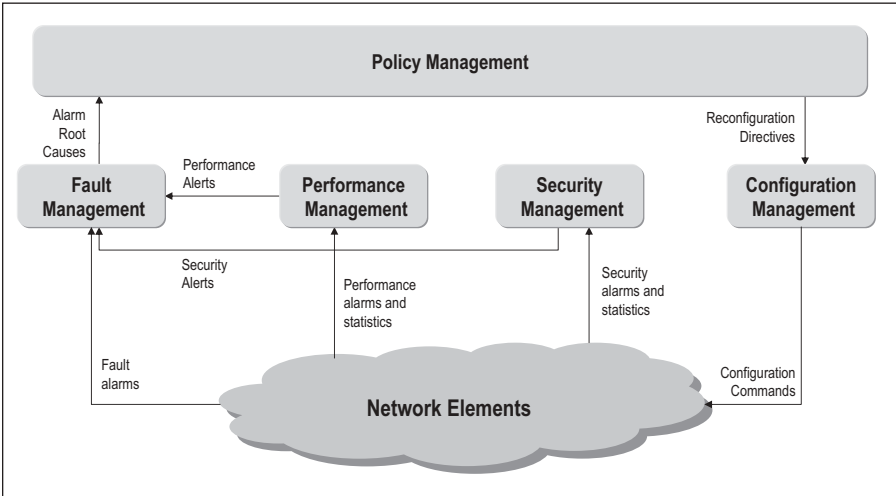 Policy Management
Alarm
Root
Causes
Reconfiguration
Directives
Performance
Alerts
Fault
Management
Performance
Management
Security
Management
Configuration
Management
Security
Alerts
Performance
alarms and
statistics
Security
alarms and
statistics
Fault
alarms
Configuration
Commands
Network Elements